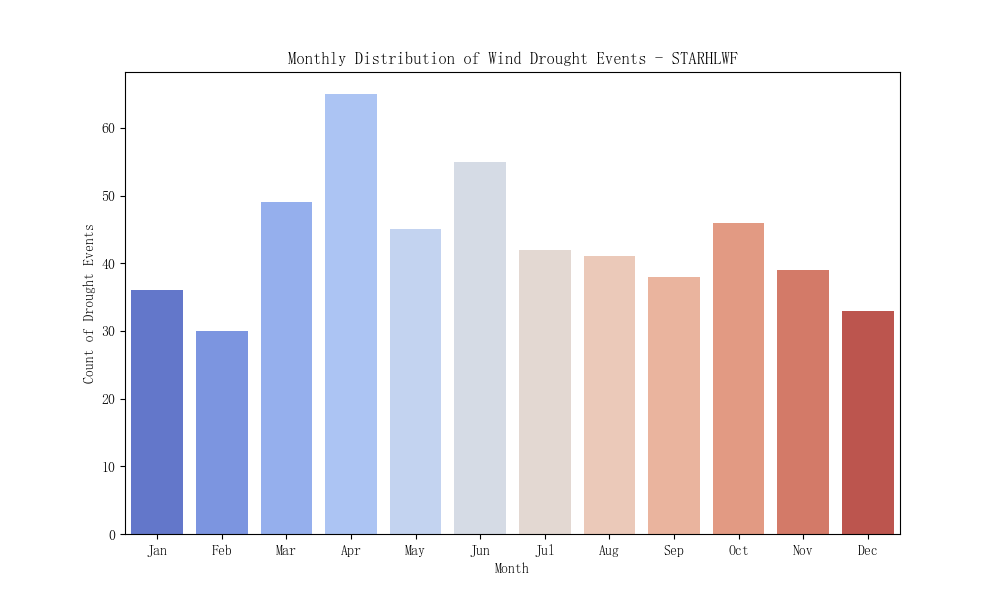 Monthly Distribution of Wind Drought Events - STARHLWF
Count of Drought Events
60
50
40
30
20
10
0
Jan Feb Mar Apr May Jun Jul Aug Sep Oct Nov Dec
Month